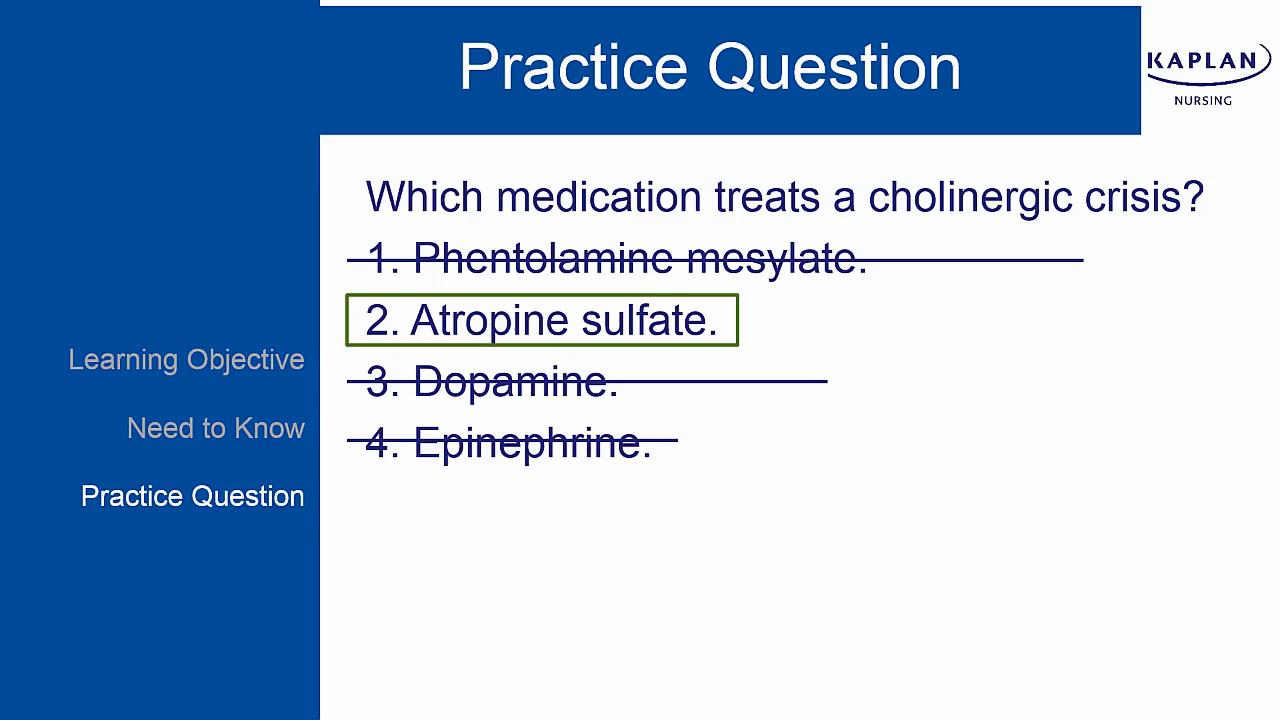 Practice Question
KAPLAN
NURSING
Which medication treats a cholinergic crisis?
1. Phentolamine mesylate.
2. Atropine sulfate.
3. Dopamine.
4. Epinephrine.
Learning Objective
Need to Know
Practice Question